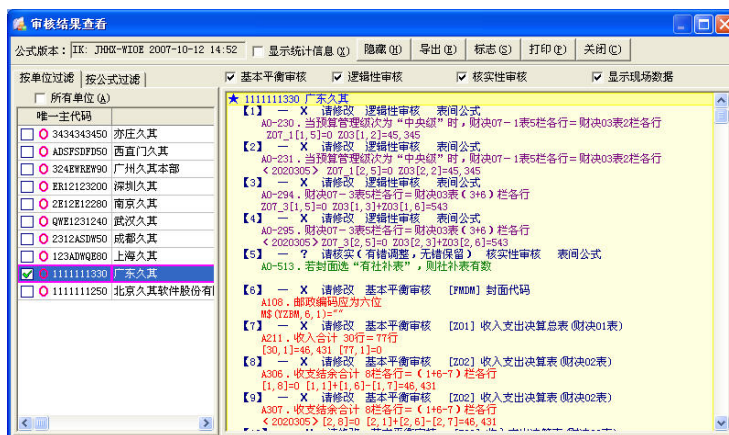 审核结果查看
公式版本：IK: JHHX-WIOE 2007-10-12 14:52 显示统计信息(X) 隐藏(H) 导出(E) 标志(S) 打印(P) 关闭(C)
按单位过滤 按公式过滤 基本平衡审核 逻辑性审核 核实性审核 显示现场数据
所有单位(A)
唯一主代码
3434343450 亦庄久其
ADSFSDFD50 西直门久其
324EWREW90 广州久其本部
ER12123200 深圳久其
2E12E12280 南京久其
QWE1231240 武汉久其
2312ASDW50 成都久其
123ADWQE80 上海久其
1111111330 广东久其
1111111250 北京久其软件股份有
★ 1111111330 广东久其
【1】 — X 请修改 逻辑性审核 表间公式
A0-230．当预算管理级次为“中央级”时，财决07－1表5栏各行＝财决03表2栏各行
Z07_1[1,5]=0 Z03[1,2]=45,345
【2】 — X 请修改 逻辑性审核 表间公式
A0-231．当预算管理级次为“中央级”时，财决07－1表5栏各行＝财决03表2栏各行
<2020305> Z07_1[2,5]=0 Z03[2,2]=45,345
【3】 — X 请修改 逻辑性审核 表间公式
A0-294．财决07－3表5栏各行＝财决03表（3+6）栏各行
Z07_3[1,5]=0 Z03[1,3]+Z03[1,6]=543
【4】 — X 请修改 逻辑性审核 表间公式
A0-295．财决07－3表5栏各行＝财决03表（3+6）栏各行
<2020305> Z07_3[2,5]=0 Z03[2,3]+Z03[2,6]=543
【5】 — ? 请核实（有错调整，无错保留） 核实性审核 表间公式
A0-513．若封面选“有社补表”，则社补表有数
【6】 — X 请修改 基本平衡审核 [FMDM] 封面代码
A108．邮政编码应为六位
M$(YZBM,6,1)=""
【7】 — X 请修改 基本平衡审核 [Z01] 收入支出决算总表(财决01表)
A211．收入合计 30行＝77行
[30,1]=46,431 [77,1]=0
【8】 — X 请修改 基本平衡审核 [Z02] 收入支出决算表(财决02表)
A306．收支结余合计 8栏各行＝（1+6-7）栏各行
[1,8]=0 [1,1]+[1,6]-[1,7]=46,431
【9】 — X 请修改 基本平衡审核 [Z02] 收入支出决算表(财决02表)
A307．收支结余合计 8栏各行＝（1+6-7）栏各行
<2020305> [2,8]=0 [2,1]+[2,6]-[2,7]=46,431